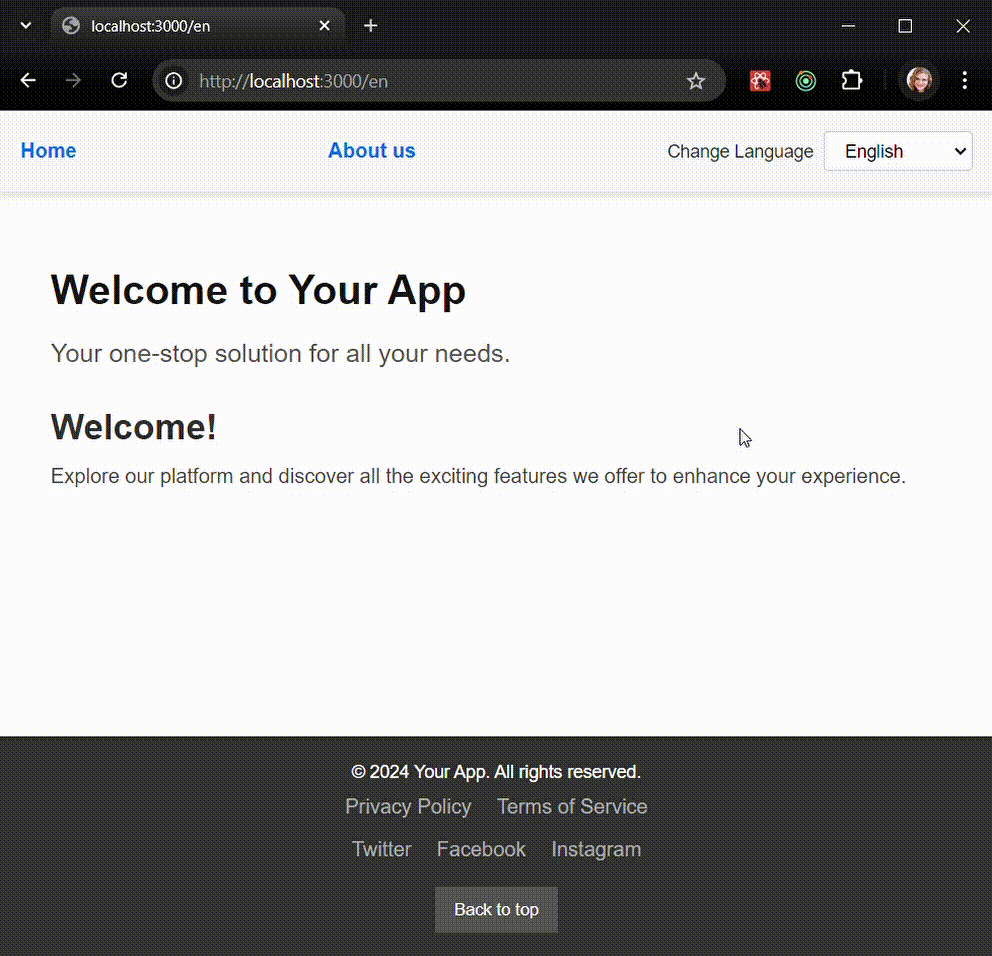 localhost:3000/en
http://localhost:3000/en
Home About us Change Language English
Welcome to Your App
Your one-stop solution for all your needs.
Welcome!
Explore our platform and discover all the exciting features we offer to enhance your experience.
© 2024 Your App. All rights reserved.
Privacy Policy Terms of Service
Twitter Facebook Instagram
Back to top